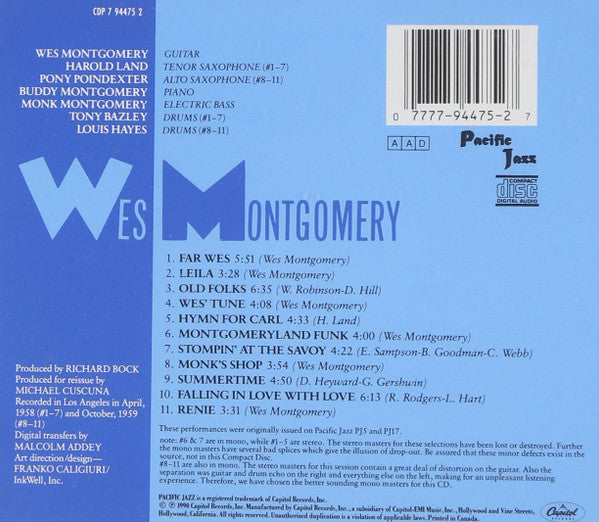 CDP 7 94475 2
WES MONTGOMERY GUITAR
HAROLD LAND TENOR SAXOPHONE (#1–7)
PONY POINDEXTER ALTO SAXOPHONE (#8–11)
BUDDY MONTGOMERY PIANO
MONK MONTGOMERY ELECTRIC BASS
TONY BAZLEY DRUMS (#1–7)
LOUIS HAYES DRUMS (#8–11)
0 7777-94475-2 7
AAD
Pacific
Jazz
COMPACT
disc
DIGITAL AUDIO
WES MONTGOMERY
1. FAR WES 5:51 (Wes Montgomery)
2. LEILA 3:28 (Wes Montgomery)
3. OLD FOLKS 6:35 (W. Robinson-D. Hill)
4. WES' TUNE 4:08 (Wes Montgomery)
5. HYMN FOR CARL 4:33 (H. Land)
6. MONTGOMERYLAND FUNK 4:00 (Wes Montgomery)
7. STOMPIN' AT THE SAVOY 4:22 (E. Sampson-B. Goodman-C. Webb)
8. MONK'S SHOP 3:54 (Wes Montgomery)
9. SUMMERTIME 4:50 (D. Heyward-G. Gershwin)
10. FALLING IN LOVE WITH LOVE 6:13 (R. Rodgers-L. Hart)
11. RENIE 3:31 (Wes Montgomery)
Produced by RICHARD BOCK
Produced for reissue by
MICHAEL CUSCUNA
Recorded in Los Angeles in April,
1958 (#1–7) and October, 1959
(#8–11)
Digital transfers by
MALCOLM ADDEY
Art direction/design—
FRANKO CALIGIURI/
InkWell, Inc.
These performances were originally issued on Pacific Jazz PJ5 and PJ17.
note: #6 & 7 are in mono, while #1–5 are stereo. The stereo masters for these selections have been lost or destroyed. Further
the mono masters have several bad splices which give the illusion of drop-out. Be assured that these minor defects exist in the
source, not in this Compact Disc.
#8–11 are also in mono. The stereo masters for this session contain a great deal of distortion on the guitar. Also the
separation was guitar and drum echo on the right and everything else on the left, making for an unpleasant listening
experience. Therefore, we have chosen the better sounding mono masters for this CD.
PACIFIC JAZZ is a registered trademark of Capitol Records, Inc.
© ℗ 1990 Capitol Records, Inc. Manufactured by Capitol Records, Inc., a subsidiary of Capitol-EMI Music Inc., Hollywood and Vine Streets,
Hollywood, California. All rights reserved. Unauthorized duplication is a violation of applicable laws. Printed in Canada.
Capitol